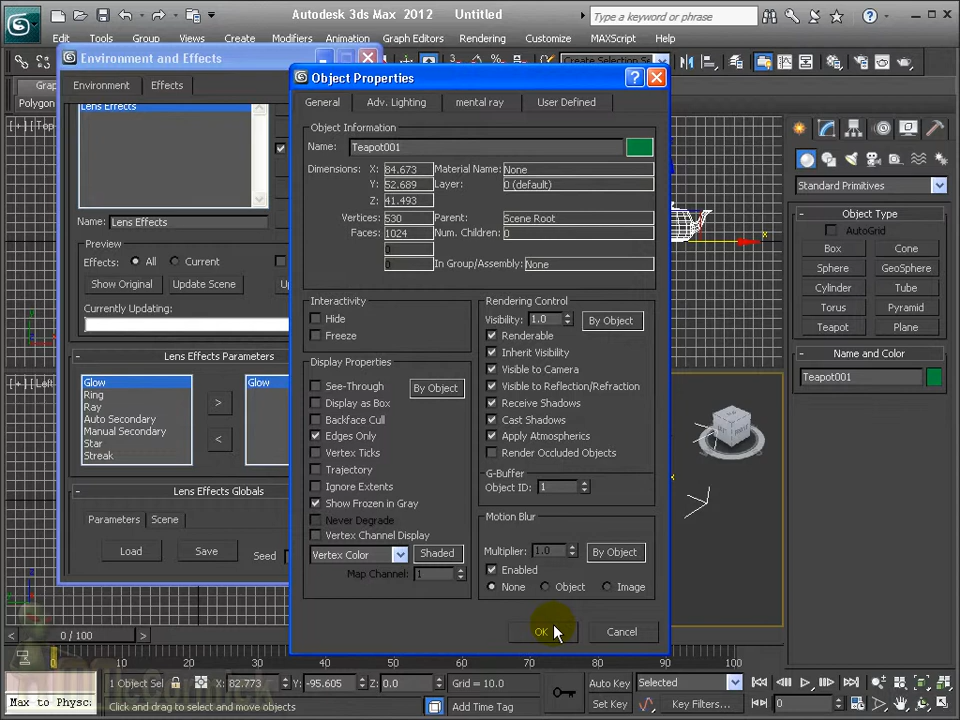 Autodesk 3ds Max 2012 Untitled
Type a keyword or phrase
Edit Tools Group Views Create Modifiers Animation Graph Editors Rendering Customize MAXScript Help
Environment and Effects
Create Selection Se
Object Properties
Environment Effects
General Adv. Lighting mental ray User Defined
Polygon
Lens Effects
Object Information
Name: Teapot001
Dimensions: X: 84.673 Material Name: None
Y: 52.689 Layer: 0 (default)
Z: 41.493
Vertices: 530 Parent: Scene Root
Faces: 1024 Num. Children: 0
0
0 In Group/Assembly: None
Name: Lens Effects
Preview
Effects: All Current
Show Original Update Scene
Currently Updating:
Lens Effects Parameters
Glow Glow
Ring
Ray
Auto Secondary
Manual Secondary
Star
Streak
>
<
Lens Effects Globals
Parameters Scene
Load Save Seed
Interactivity
Hide
Freeze
Display Properties
See-Through By Object
Display as Box
Backface Cull
Edges Only
Vertex Ticks
Trajectory
Ignore Extents
Show Frozen in Gray
Never Degrade
Vertex Channel Display
Vertex Color Shaded
Map Channel: 1
Rendering Control
Visibility: 1.0 By Object
Renderable
Inherit Visibility
Visible to Camera
Visible to Reflection/Refraction
Receive Shadows
Cast Shadows
Apply Atmospherics
Render Occluded Objects
G-Buffer
Object ID: 1
Motion Blur
Multiplier: 1.0 By Object
Enabled
None Object Image
OK Cancel
Standard Primitives
Object Type
AutoGrid
Box Cone
Sphere GeoSphere
Cylinder Tube
Torus Pyramid
Teapot Plane
Name and Color
Teapot001
0 / 100
0 10 20 30 40 50 60 70 80 90 100
1 Object Sel X: 82.773 Y: -95.605 Z: 0.0 Grid = 10.0 Auto Key Selected
Max to Physc: Click and drag to select and move objects Add Time Tag Set Key Key Filters... 0